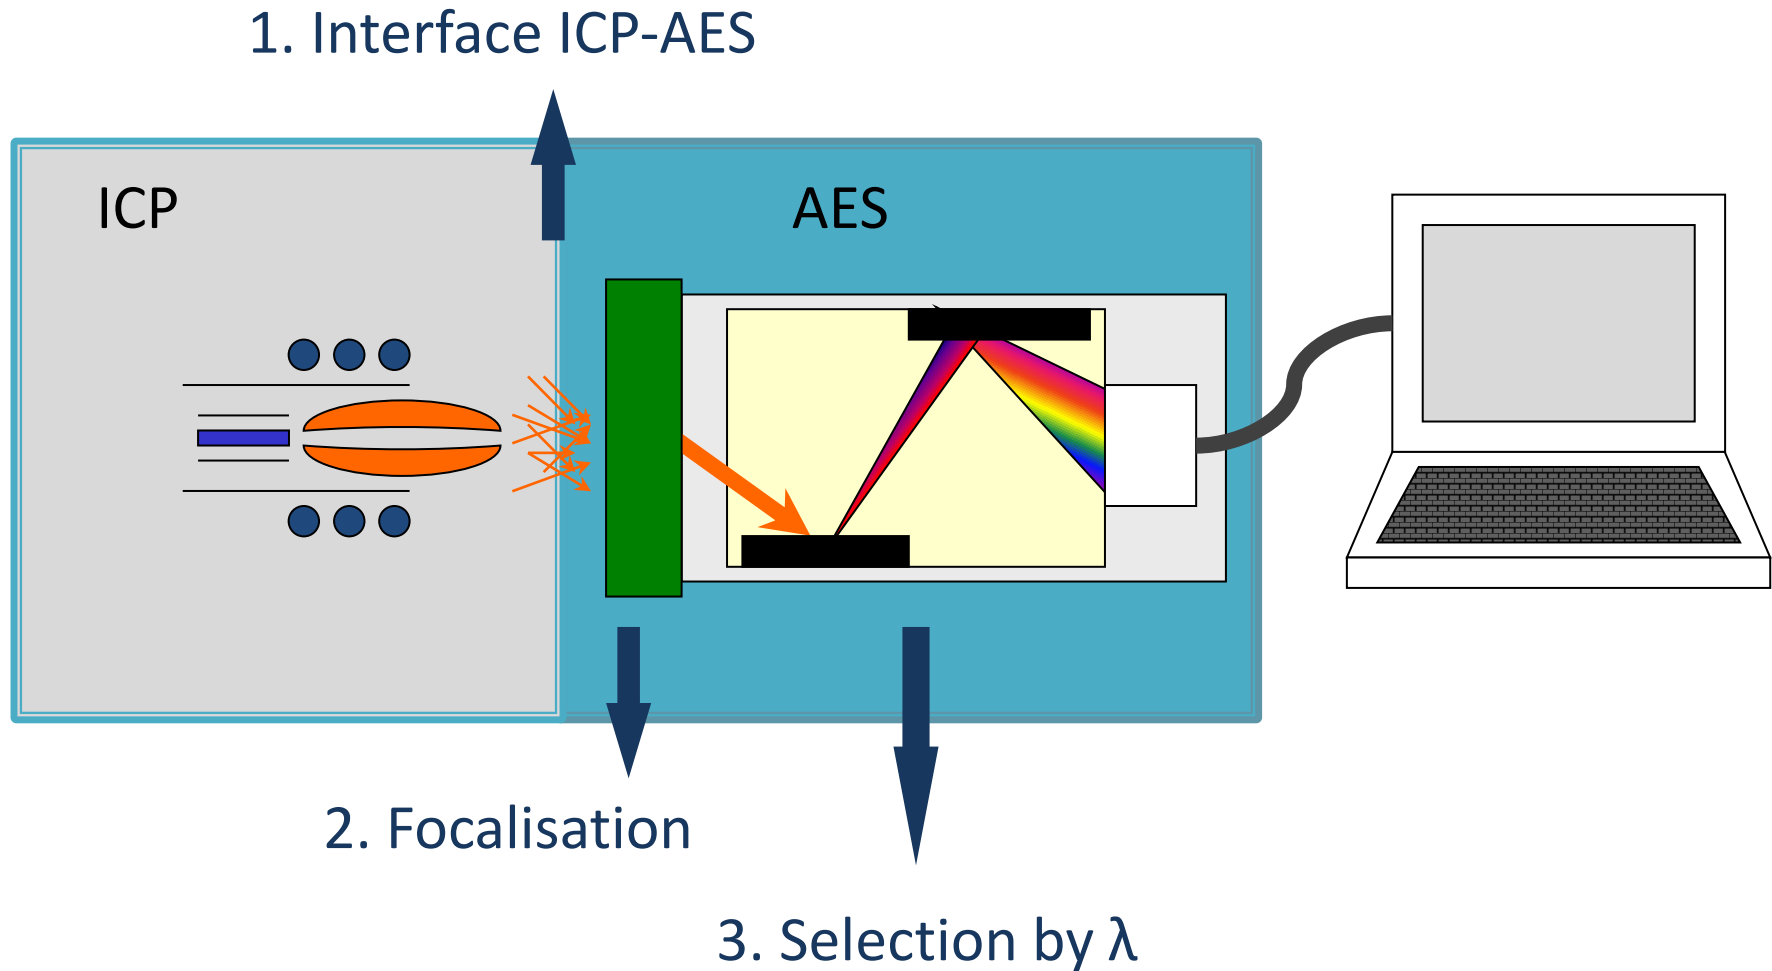 1. Interface ICP-AES
ICP
AES
2. Focalisation
3. Selection by λ